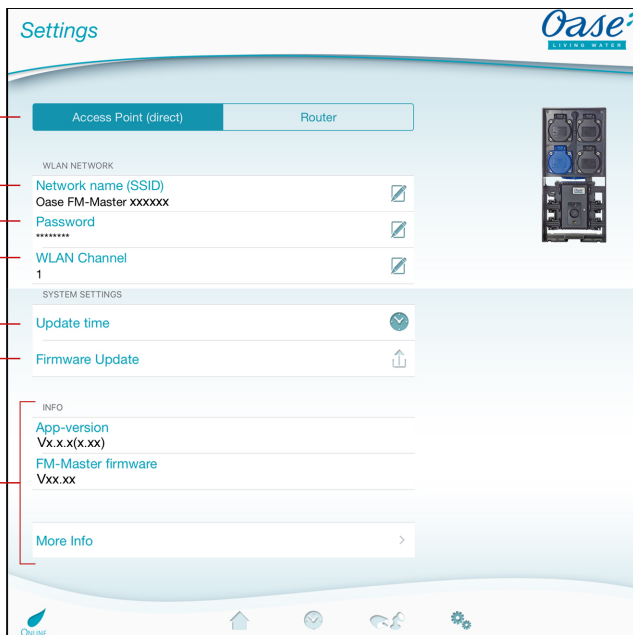 Settings
Oase
LIVING WATER
Access Point (direct)
Router
WLAN NETWORK
Network name (SSID)
Oase FM-Master xxxxxx
Password
********
WLAN Channel
1
SYSTEM SETTINGS
Update time
Firmware Update
INFO
App-version
Vx.x.x(x.xx)
FM-Master firmware
Vxx.xx
More Info
ONLINE